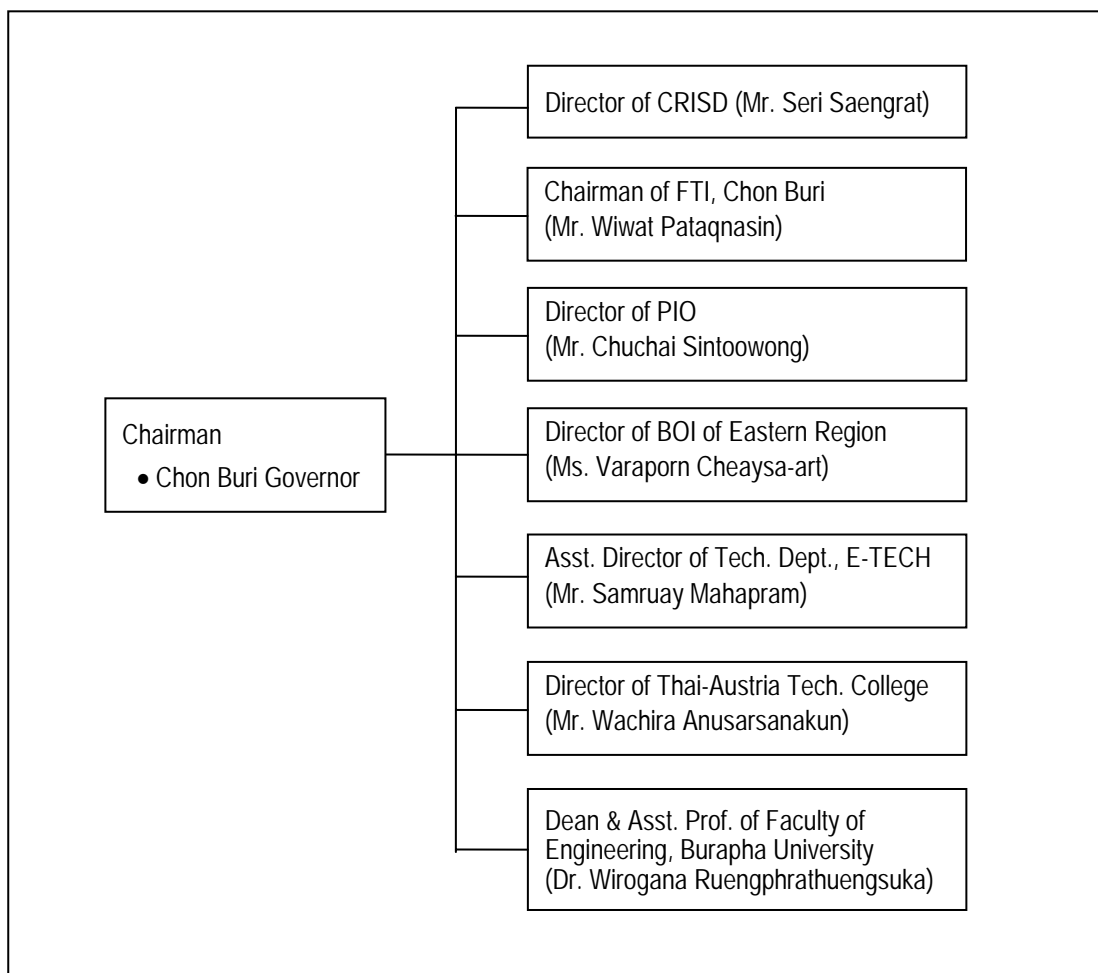 Director of CRISD (Mr. Seri Saengrat)
Chairman of FTI, Chon Buri
(Mr. Wiwat Pataqnasin)
Director of PIO
(Mr. Chuchai Sintoowong)
Chairman
• Chon Buri Governor
Director of BOI of Eastern Region
(Ms. Varaporn Cheaysa-art)
Asst. Director of Tech. Dept., E-TECH
(Mr. Samruay Mahapram)
Director of Thai-Austria Tech. College
(Mr. Wachira Anusarsanakun)
Dean & Asst. Prof. of Faculty of
Engineering, Burapha University
(Dr. Wirogana Ruengphrathuengsuka)